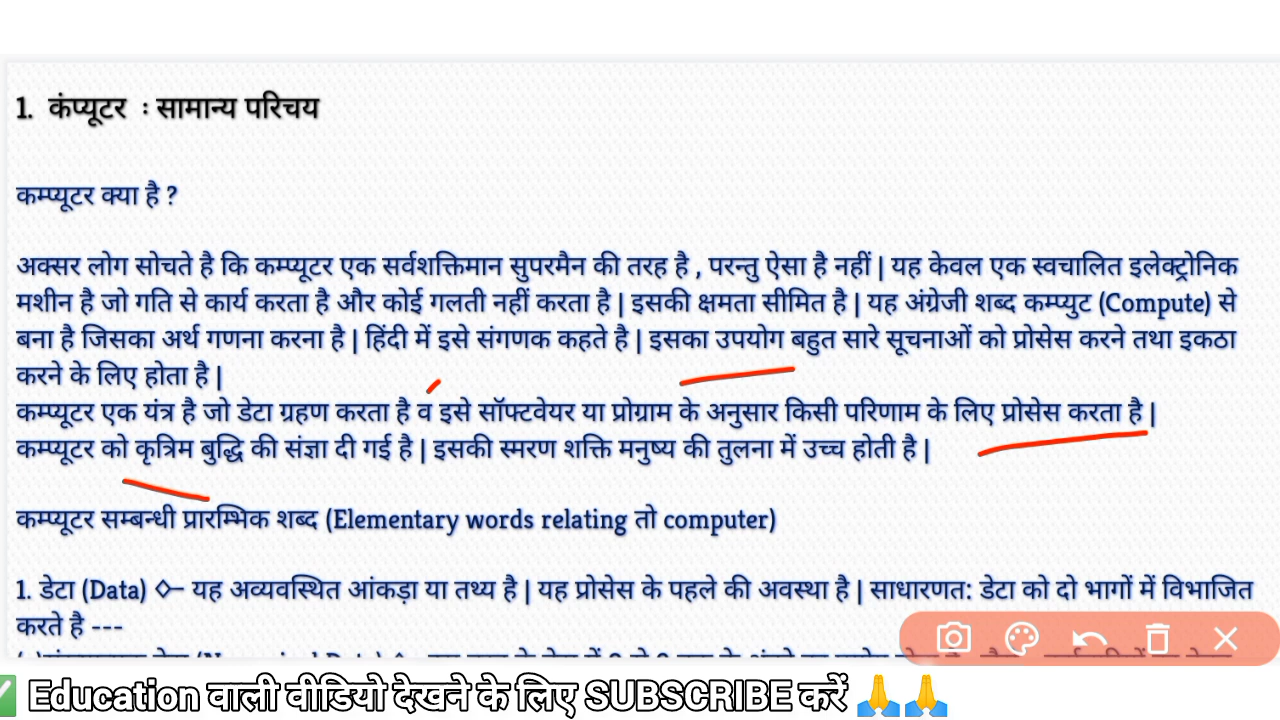 1. कंप्यूटर : सामान्य परिचय
कम्प्यूटर क्या है ?
अक्सर लोग सोचते है कि कम्प्यूटर एक सर्वशक्तिमान सुपरमैन की तरह है , परन्तु ऐसा है नहीं | यह केवल एक स्वचालित इलेक्ट्रोनिक
मशीन है जो गति से कार्य करता है और कोई गलती नहीं करता है | इसकी क्षमता सीमित है | यह अंग्रेजी शब्द कम्प्युट (Compute) से
बना है जिसका अर्थ गणना करना है | हिंदी में इसे संगणक कहते है | इसका उपयोग बहुत सारे सूचनाओं को प्रोसेस करने तथा इकठा
करने के लिए होता है |
कम्प्यूटर एक यंत्र है जो डेटा ग्रहण करता है व इसे सॉफ्टवेयर या प्रोग्राम के अनुसार किसी परिणाम के लिए प्रोसेस करता है |
कम्प्यूटर को कृत्रिम बुद्धि की संज्ञा दी गई है | इसकी स्मरण शक्ति मनुष्य की तुलना में उच्च होती है |
कम्प्यूटर सम्बन्धी प्रारम्भिक शब्द (Elementary words relating तो computer)
1. डेटा (Data) ◇– यह अव्यवस्थित आंकड़ा या तथ्य है | यह प्रोसेस के पहले की अवस्था है | साधारणत: डेटा को दो भागों में विभाजित
करते है ---
✅ Education वाली वीडियो देखने के लिए SUBSCRIBE करें 🙏🙏